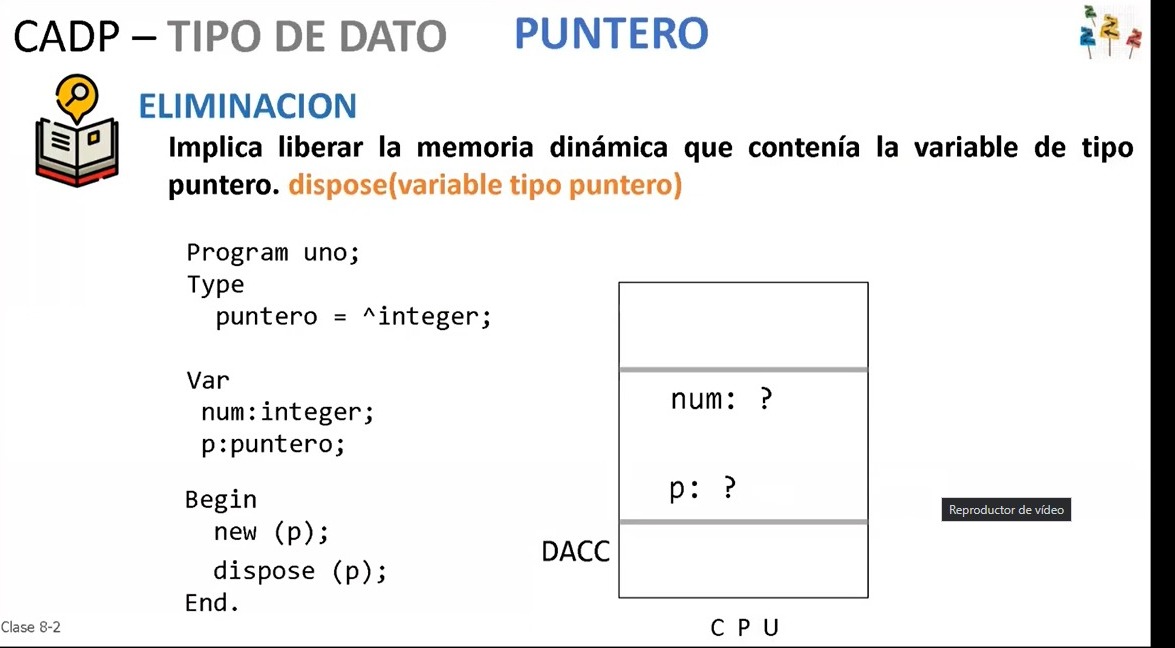 CADP – TIPO DE DATO PUNTERO
ELIMINACION
Implica liberar la memoria dinámica que contenía la variable de tipo
puntero. dispose(variable tipo puntero)
Program uno;
Type
puntero = ^integer;
Var
num:integer;
p:puntero;
Begin
new (p);
dispose (p);
End.
num: ?
p: ?
DACC
C P U
Reproductor de vídeo
Clase 8-2